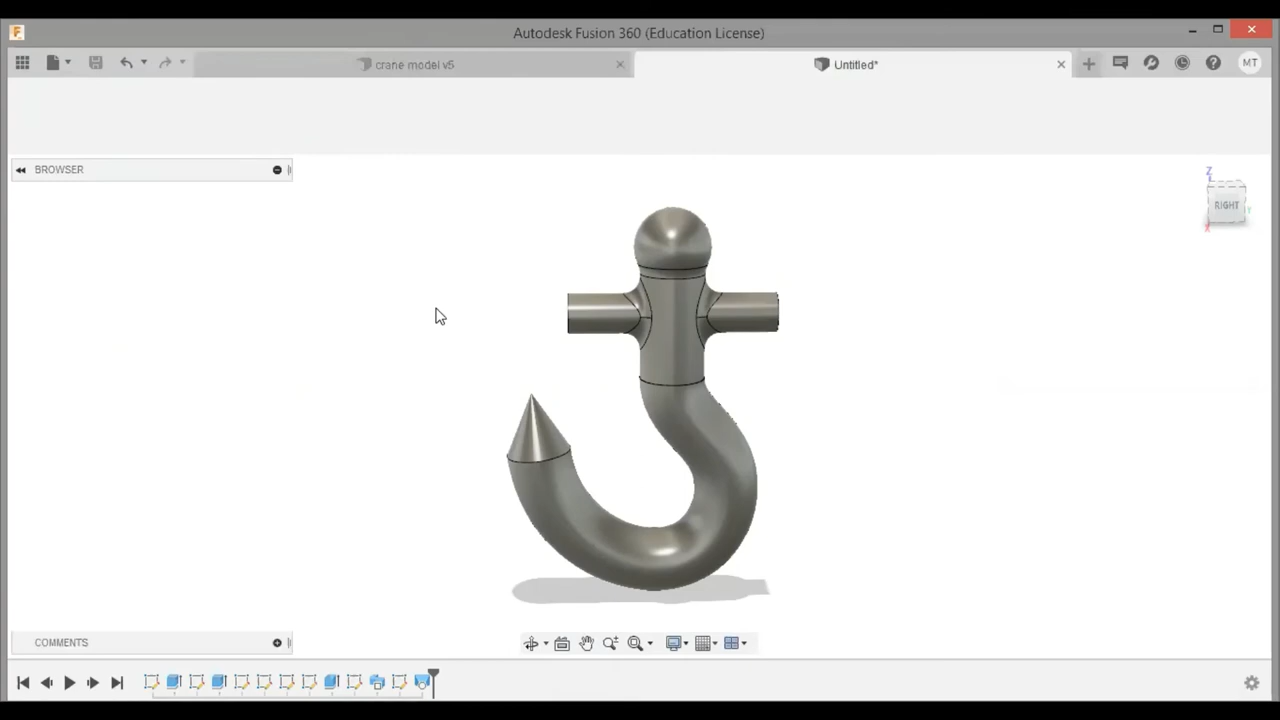 Autodesk Fusion 360 (Education License)
crane model v5
Untitled*
MT
BROWSER
Z
RIGHT
Y
X
COMMENTS